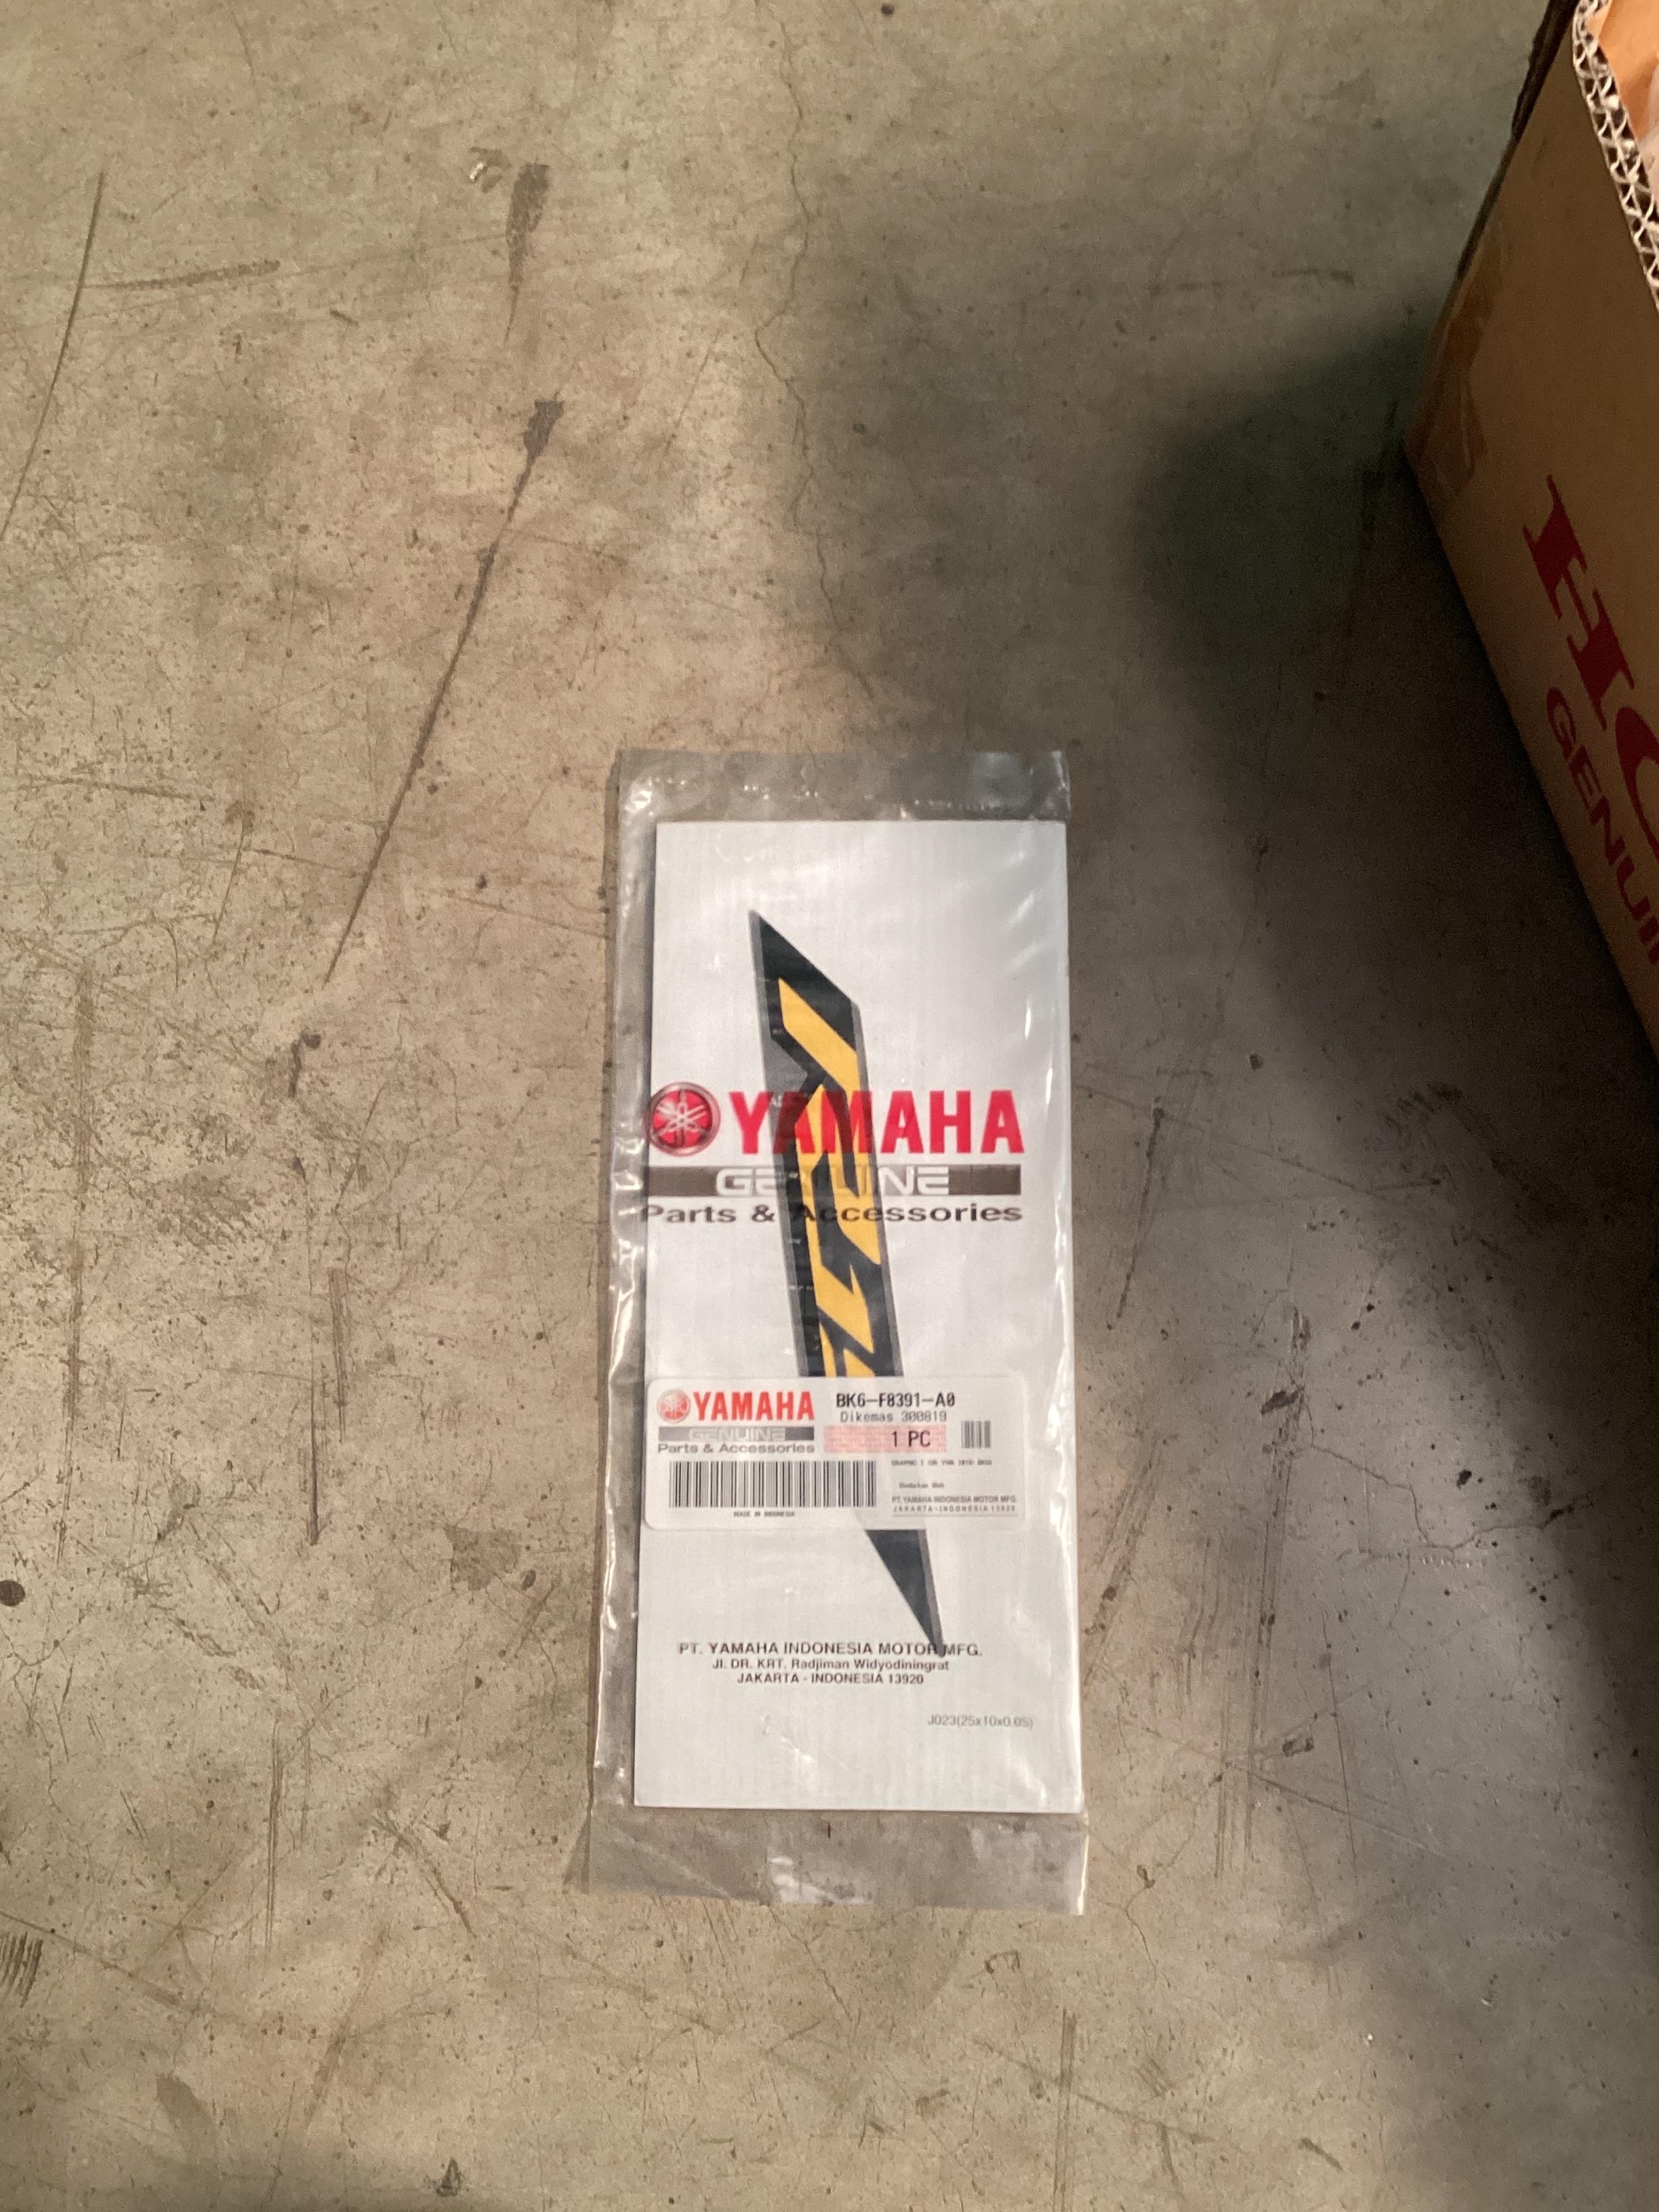 YAMAHA
GENUINE
Parts & Accessories
YAMAHA
GENUINE
Parts & Accessories
BK6-F8391-A0
Dikemas 300819
1 PC
PT. YAMAHA INDONESIA MOTOR MFG.
JAKARTA-INDONESIA 13920
MADE IN INDONESIA
PT. YAMAHA INDONESIA MOTOR MFG.
Jl. DR. KRT. Radjiman Widyodiningrat
JAKARTA - INDONESIA 13920
J023(25x10x0.05)
GENUI